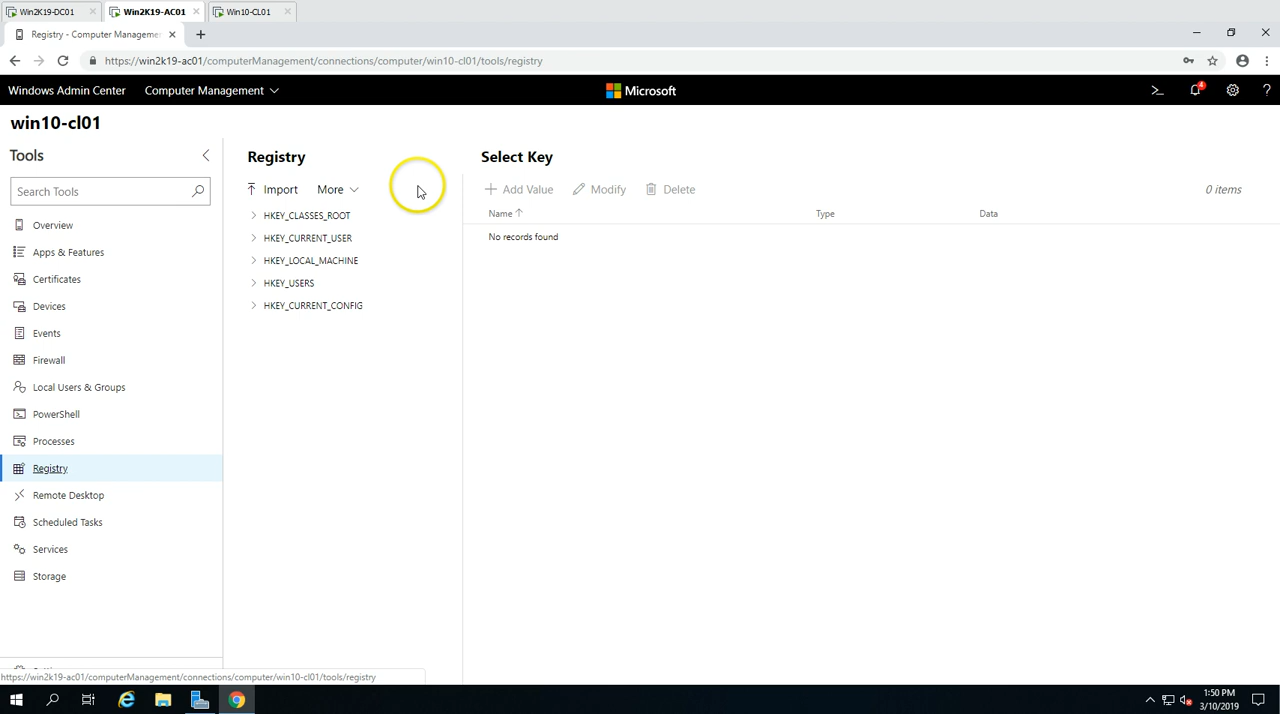 Win2K19-DC01
Win2K19-AC01
Win10-CL01
Registry - Computer Managemen
https://win2k19-ac01/computerManagement/connections/computer/win10-cl01/tools/registry
Windows Admin Center
Computer Management
Microsoft
4
?
win10-cl01
Tools
Search Tools
Overview
Apps & Features
Certificates
Devices
Events
Firewall
Local Users & Groups
PowerShell
Processes
Registry
Remote Desktop
Scheduled Tasks
Services
Storage
Registry
Import
More
HKEY_CLASSES_ROOT
HKEY_CURRENT_USER
HKEY_LOCAL_MACHINE
HKEY_USERS
HKEY_CURRENT_CONFIG
Select Key
Add Value
Modify
Delete
0 items
Name
Type
Data
No records found
https://win2k19-ac01/computerManagement/connections/computer/win10-cl01/tools/registry
1:50 PM
3/10/2019